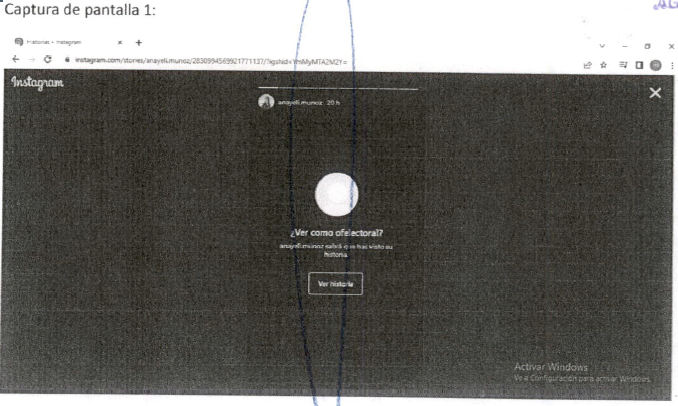 Captura de pantalla 1:
Historias • Instagram
instagram.com/stories/anayeli.munoz/2830994569921771137/?igshid=YmMyMTA2M2Y=
Instagram
anayeli.munoz 20 h
¿Ver como ofelectoral?
anayeli.munoz sabrá que has visto su
historia.
Ver historia
Activar Windows
Ve a Configuración para activar Windows.